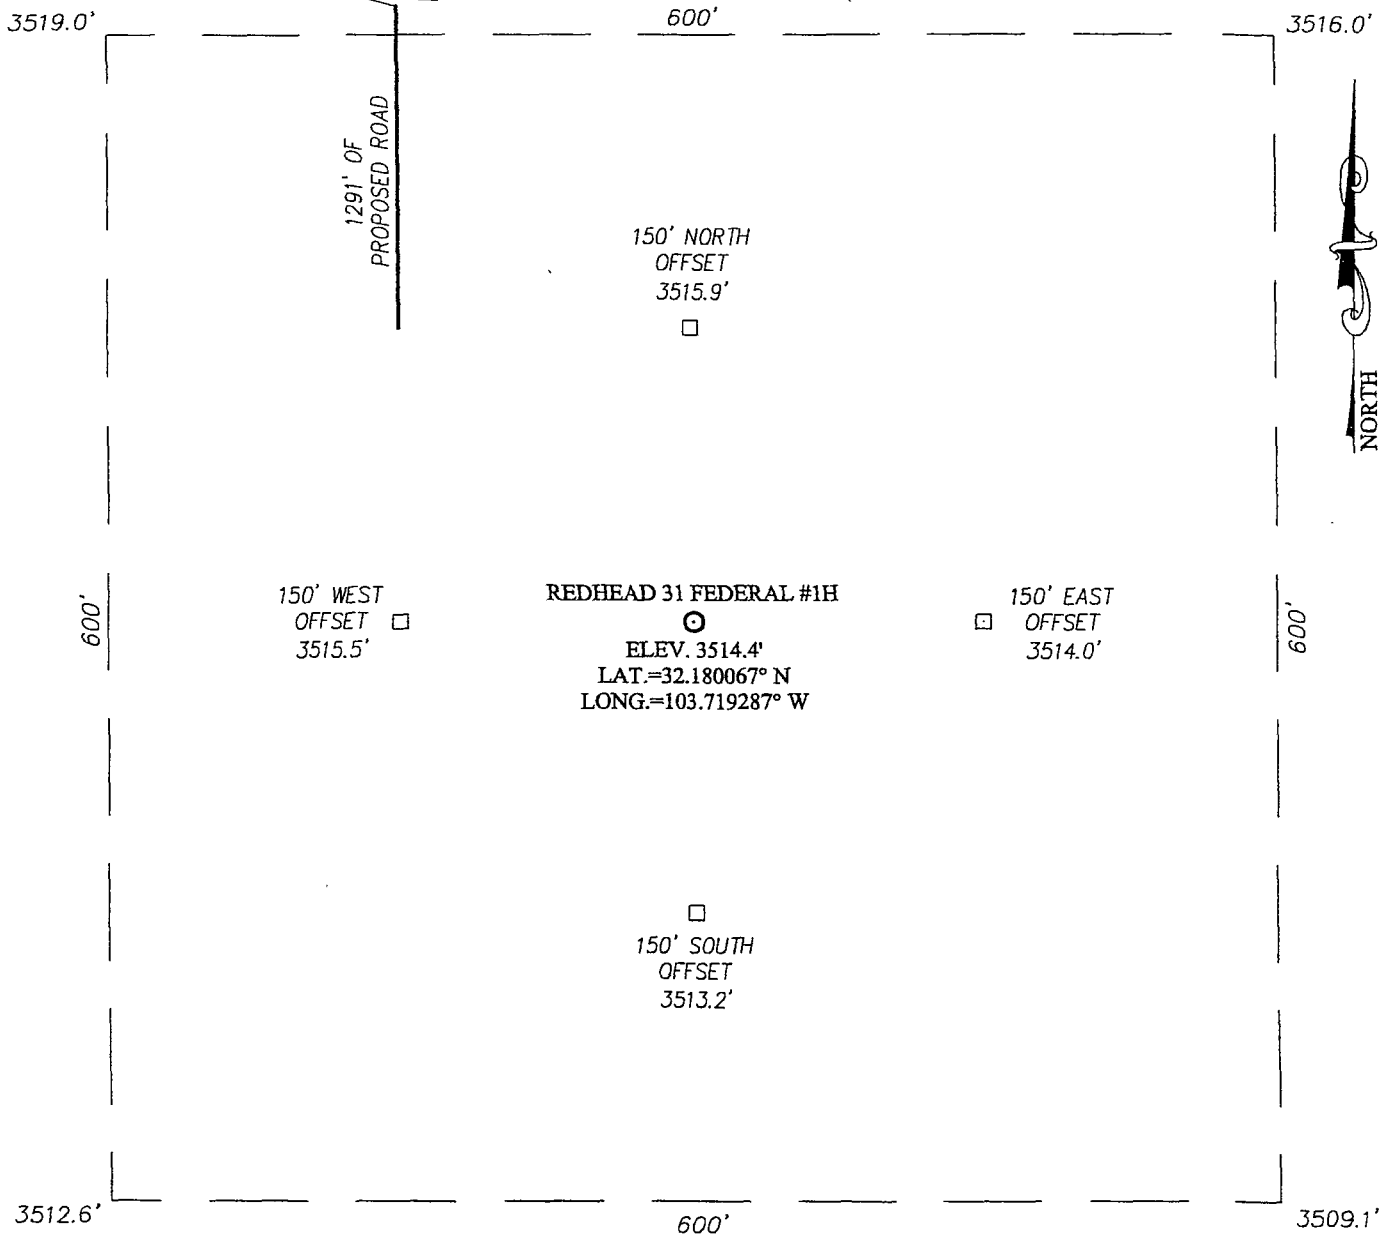 3519.0'
600'
3516.0'
1291' OF
PROPOSED ROAD
150' NORTH
OFFSET
3515.9'
NORTH
600'
150' WEST
OFFSET
3515.5'
REDHEAD 31 FEDERAL #1H
ELEV. 3514.4'
LAT.=32.180067° N
LONG.=103.719287° W
150' EAST
OFFSET
3514.0'
600'
150' SOUTH
OFFSET
3513.2'
3512.6'
600'
3509.1'